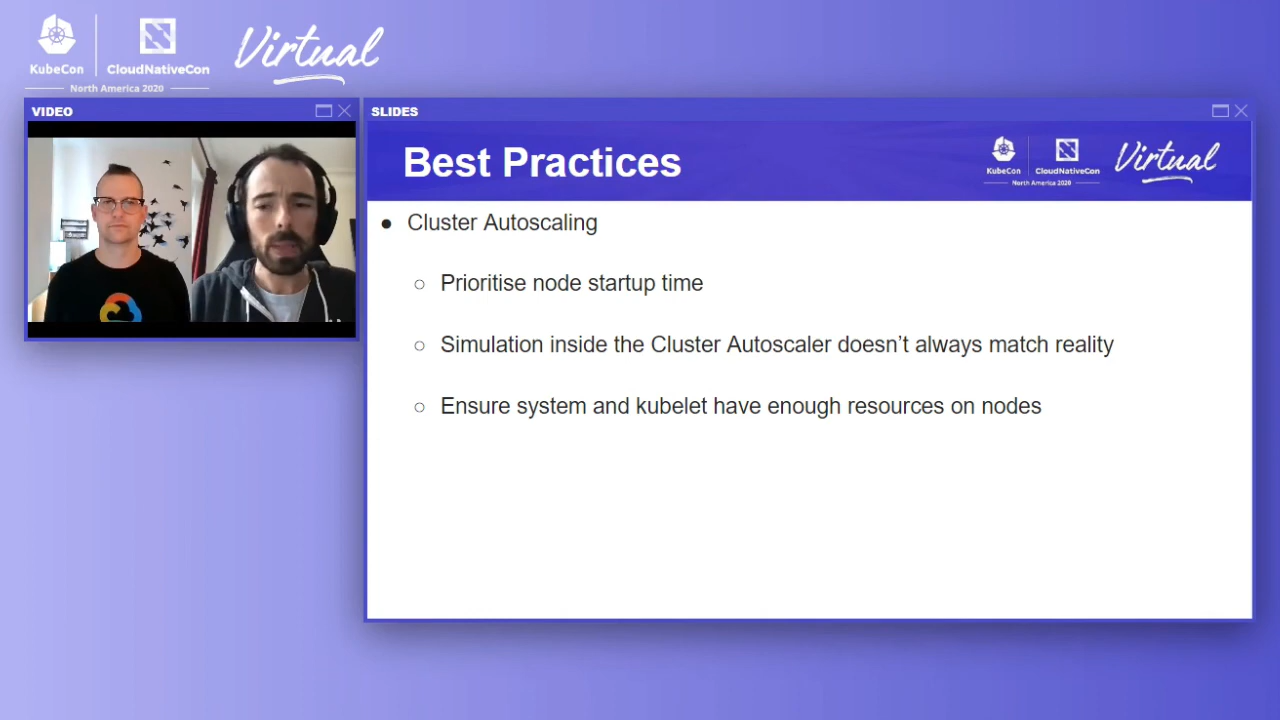 KubeCon
CloudNativeCon
North America 2020
Virtual
VIDEO
SLIDES
Best Practices
KubeCon
CloudNativeCon
North America 2020
Virtual
● Cluster Autoscaling
○ Prioritise node startup time
○ Simulation inside the Cluster Autoscaler doesn’t always match reality
○ Ensure system and kubelet have enough resources on nodes